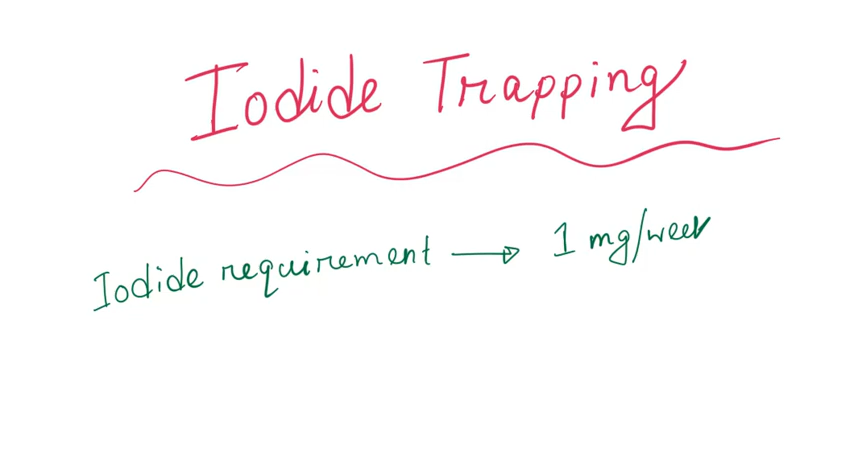 Iodide Trapping
Iodide requirement → 1 mg/week